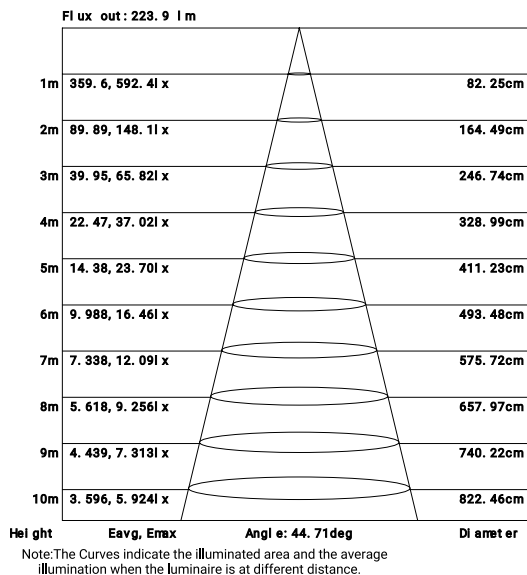 Flux out: 223.9 lm
1m 359.6, 592.4lx 82.25cm
2m 89.89, 148.1lx 164.49cm
3m 39.95, 65.82lx 246.74cm
4m 22.47, 37.02lx 328.99cm
5m 14.38, 23.70lx 411.23cm
6m 9.988, 16.46lx 493.48cm
7m 7.338, 12.09lx 575.72cm
8m 5.618, 9.256lx 657.97cm
9m 4.439, 7.313lx 740.22cm
10m 3.596, 5.924lx 822.46cm
Height Eavg, Emax Angle: 44.71deg Diameter
Note:The Curves indicate the illuminated area and the average
illumination when the luminaire is at different distance.